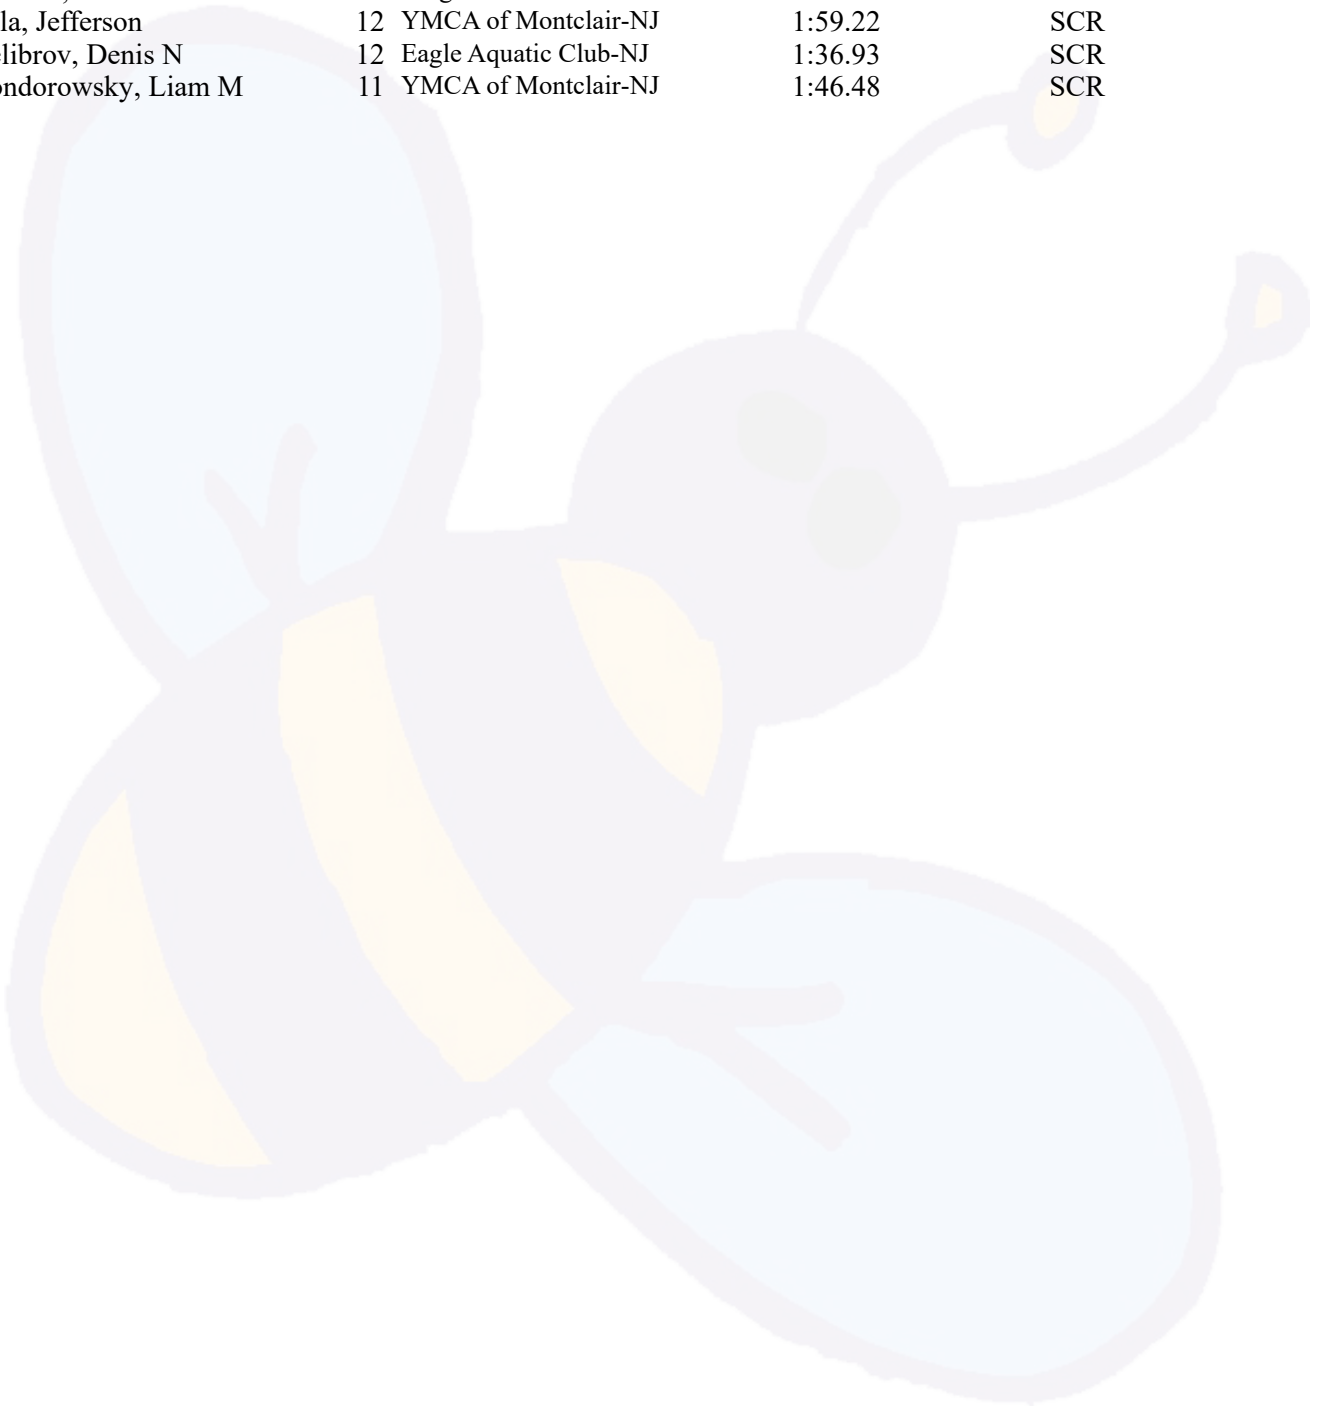 la, Jefferson 12 YMCA of Montclair-NJ 1:59.22 SCR
elibrov, Denis N 12 Eagle Aquatic Club-NJ 1:36.93 SCR
ondorowsky, Liam M 11 YMCA of Montclair-NJ 1:46.48 SCR